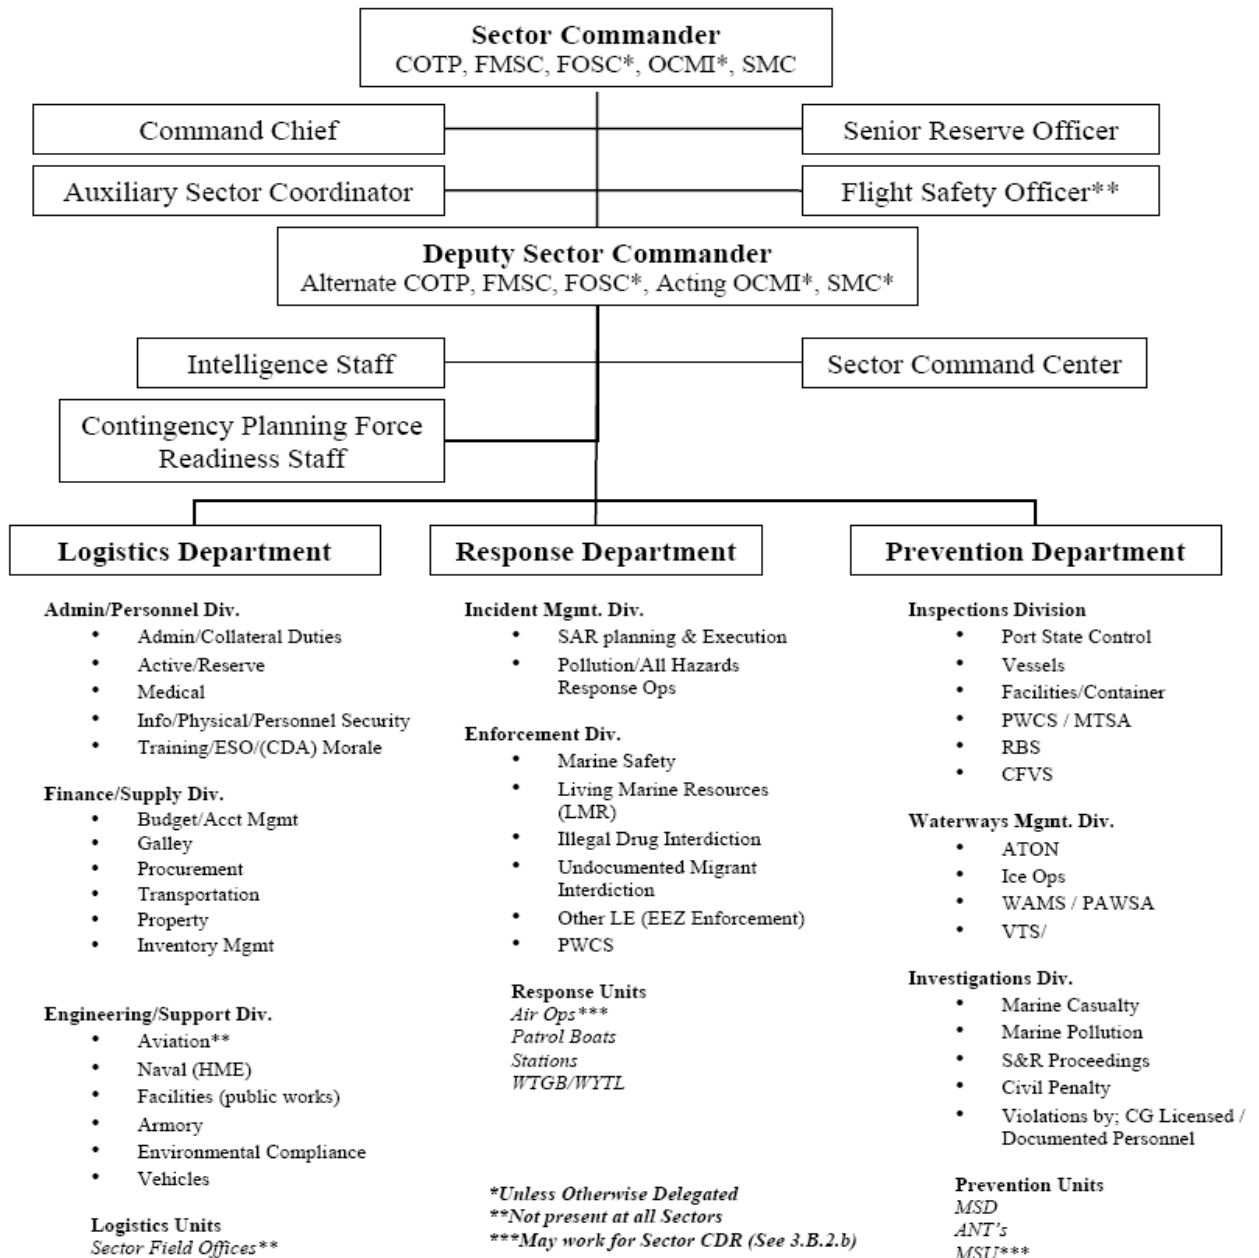 Sector Commander
COTP, FMSC, FOSC*, OCMI*, SMC
Command Chief
Senior Reserve Officer
Auxiliary Sector Coordinator
Flight Safety Officer**
Deputy Sector Commander
Alternate COTP, FMSC, FOSC*, Acting OCMI*, SMC*
Intelligence Staff
Sector Command Center
Contingency Planning Force
Readiness Staff
Logistics Department
Admin/Personnel Div.
• Admin/Collateral Duties
• Active/Reserve
• Medical
• Info/Physical/Personnel Security
• Training/ESO/(CDA) Morale
Finance/Supply Div.
• Budget/Acct Mgmt
• Galley
• Procurement
• Transportation
• Property
• Inventory Mgmt
Engineering/Support Div.
• Aviation**
• Naval (HME)
• Facilities (public works)
• Armory
• Environmental Compliance
• Vehicles
Logistics Units
Sector Field Offices**
Response Department
Incident Mgmt. Div.
• SAR planning & Execution
• Pollution/All Hazards
Response Ops
Enforcement Div.
• Marine Safety
• Living Marine Resources
(LMR)
• Illegal Drug Interdiction
• Undocumented Migrant
Interdiction
• Other LE (EEZ Enforcement)
• PWCS
Response Units
Air Ops***
Patrol Boats
Stations
WTGB/WYTL
*Unless Otherwise Delegated
**Not present at all Sectors
***May work for Sector CDR (See 3.B.2.b)
Prevention Department
Inspections Division
• Port State Control
• Vessels
• Facilities/Container
• PWCS / MTSA
• RBS
• CFVS
Waterways Mgmt. Div.
• ATON
• Ice Ops
• WAMS / PAWSA
• VTS/
Investigations Div.
• Marine Casualty
• Marine Pollution
• S&R Proceedings
• Civil Penalty
• Violations by; CG Licensed /
Documented Personnel
Prevention Units
MSD
ANT's
MSU***